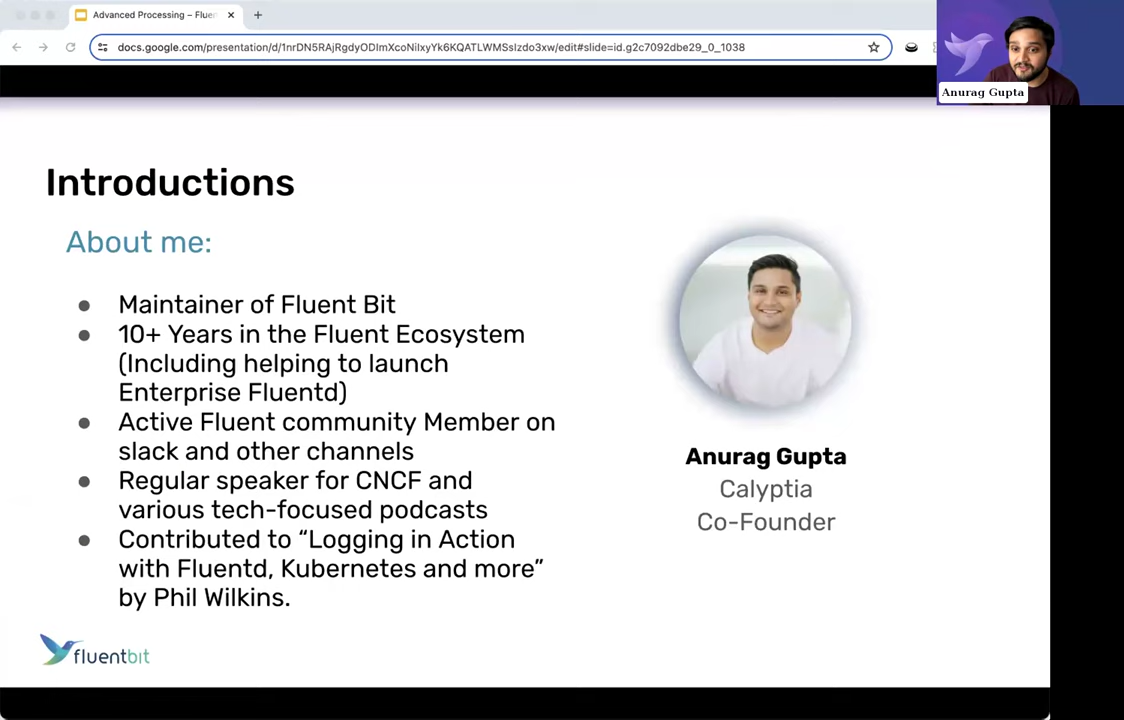 Advanced Processing – Fluen
docs.google.com/presentation/d/1nrDN5RAjRgdyODImXcoNiIxyYk6KQATLWMSsIzdo3xw/edit#slide=id.g2c7092dbe29_0_1038
Anurag Gupta
Introductions
About me:
● Maintainer of Fluent Bit
● 10+ Years in the Fluent Ecosystem
(Including helping to launch
Enterprise Fluentd)
● Active Fluent community Member on
slack and other channels
● Regular speaker for CNCF and
various tech-focused podcasts
● Contributed to “Logging in Action
with Fluentd, Kubernetes and more”
by Phil Wilkins.
Anurag Gupta
Calyptia
Co-Founder
fluentbit